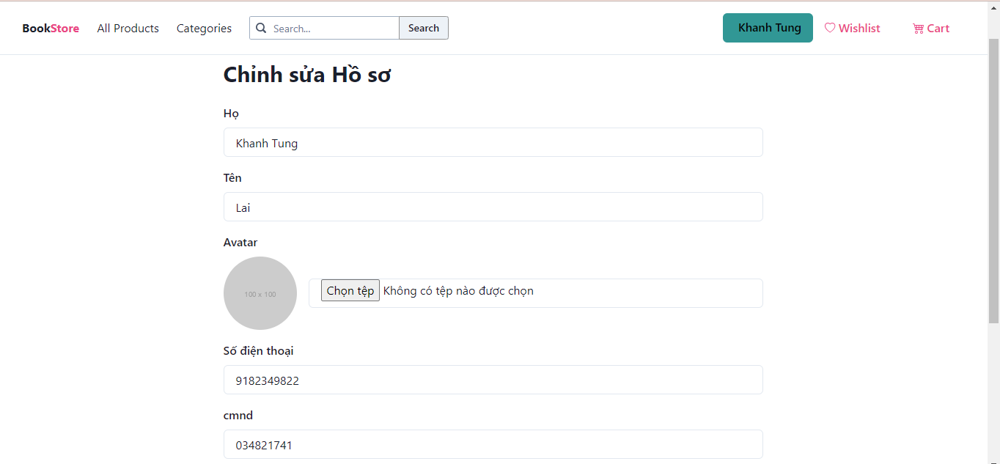 BookStore All Products Categories Search... Search Khanh Tung Wishlist Cart
Chỉnh sửa Hồ sơ
Họ
Khanh Tung
Tên
Lai
Avatar
100 x 100 Chọn tệp Không có tệp nào được chọn
Số điện thoại
9182349822
cmnd
034821741